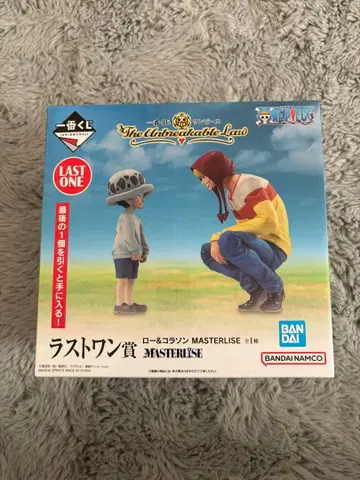 一番くじ
一番くじ ワンピース
The Unbreakable Law
ONE PIECE
LAST
ONE
最後の1個を引くと手に入る!
ラストワン賞
ロー&コラソン MASTERLISE 全1種
MASTERLISE
BAN
DAI
BANDAI NAMCO